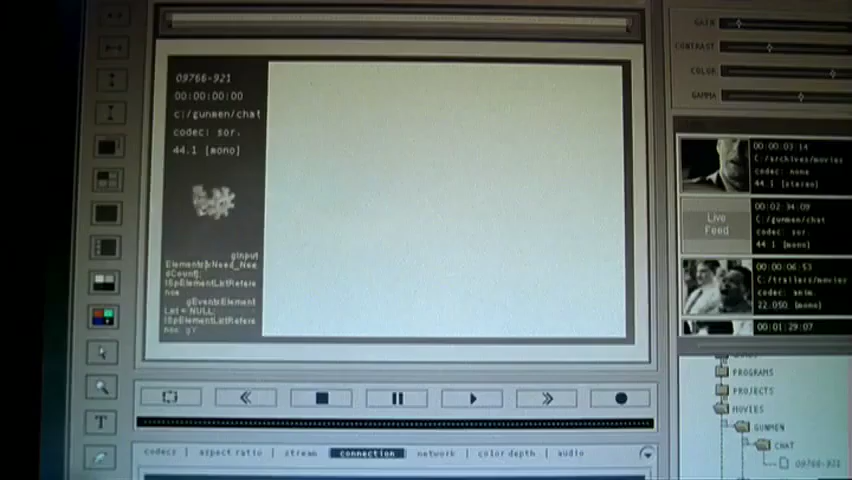 GAIN
CONTRAST
COLOR
GAMMA
09766-921
00:00:00:00
c:/gunmen/chat
codec: sor.
44.1 [mono]
gInput
Elements[kNeed_Nee
dCount];
ISpElementListRefere
nce
gEventsElement
List = NULL;
ISpElementListRefere
nce gV
00:00:03:14
C:/archives/movies
codec: none
44.1 [stereo]
Live
Feed
00:02:34:09
C:/gunmen/chat
codec: sor.
44.1 [mono]
00:00:06:53
C:/trailers/movies
codec: anim
22.050 [mono]
00:01:29:07
PROGRAMS
PROJECTS
MOVIES
GUNMEN
CHAT
09766-921
T
codecs aspect ratio stream connection network color depth audio